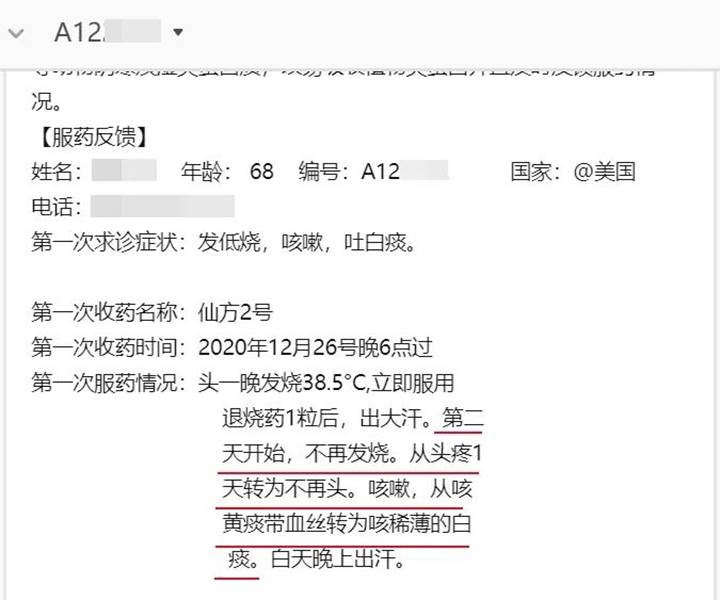 A12
况。
【服药反馈】
姓名： 年龄： 68 编号：A12 国家：@美国
电话：
第一次求诊症状：发低烧，咳嗽，吐白痰。
第一次收药名称：仙方2号
第一次收药时间：2020年12月26号晚6点过
第一次服药情况：头一晚发烧38.5°C,立即服用
退烧药1粒后，出大汗。第二
天开始，不再发烧。从头疼1
天转为不再头。咳嗽，从咳
黄痰带血丝转为咳稀薄的白
痰。白天晚上出汗。